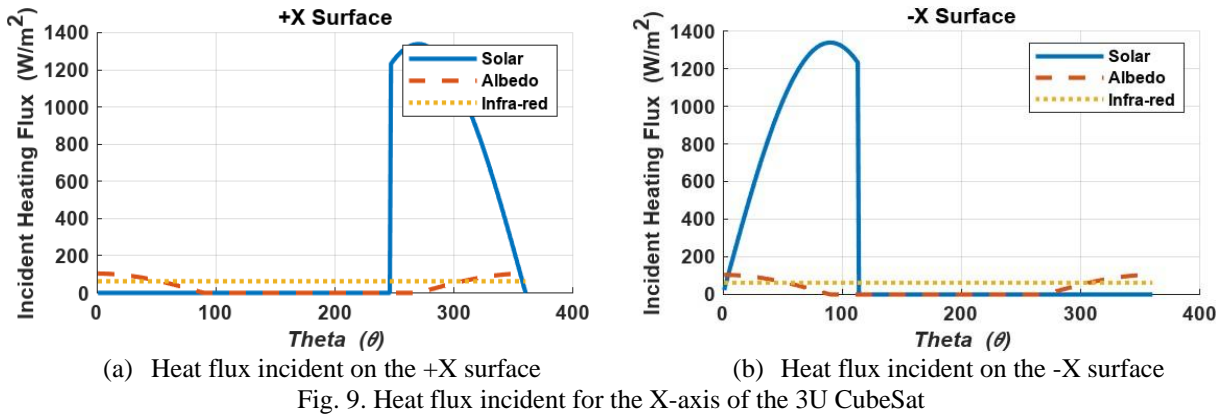 +X Surface
Incident Heating Flux (W/m²)
1400
1200
1000
800
600
400
200
0
0
100
200
300
400
Theta (θ)
Solar
Albedo
Infra-red
(a) Heat flux incident on the +X surface
-X Surface
Incident Heating Flux (W/m²)
1400
1200
1000
800
600
400
200
0
0
100
200
300
400
Theta (θ)
Solar
Albedo
Infra-red
(b) Heat flux incident on the -X surface
Fig. 9. Heat flux incident for the X-axis of the 3U CubeSat